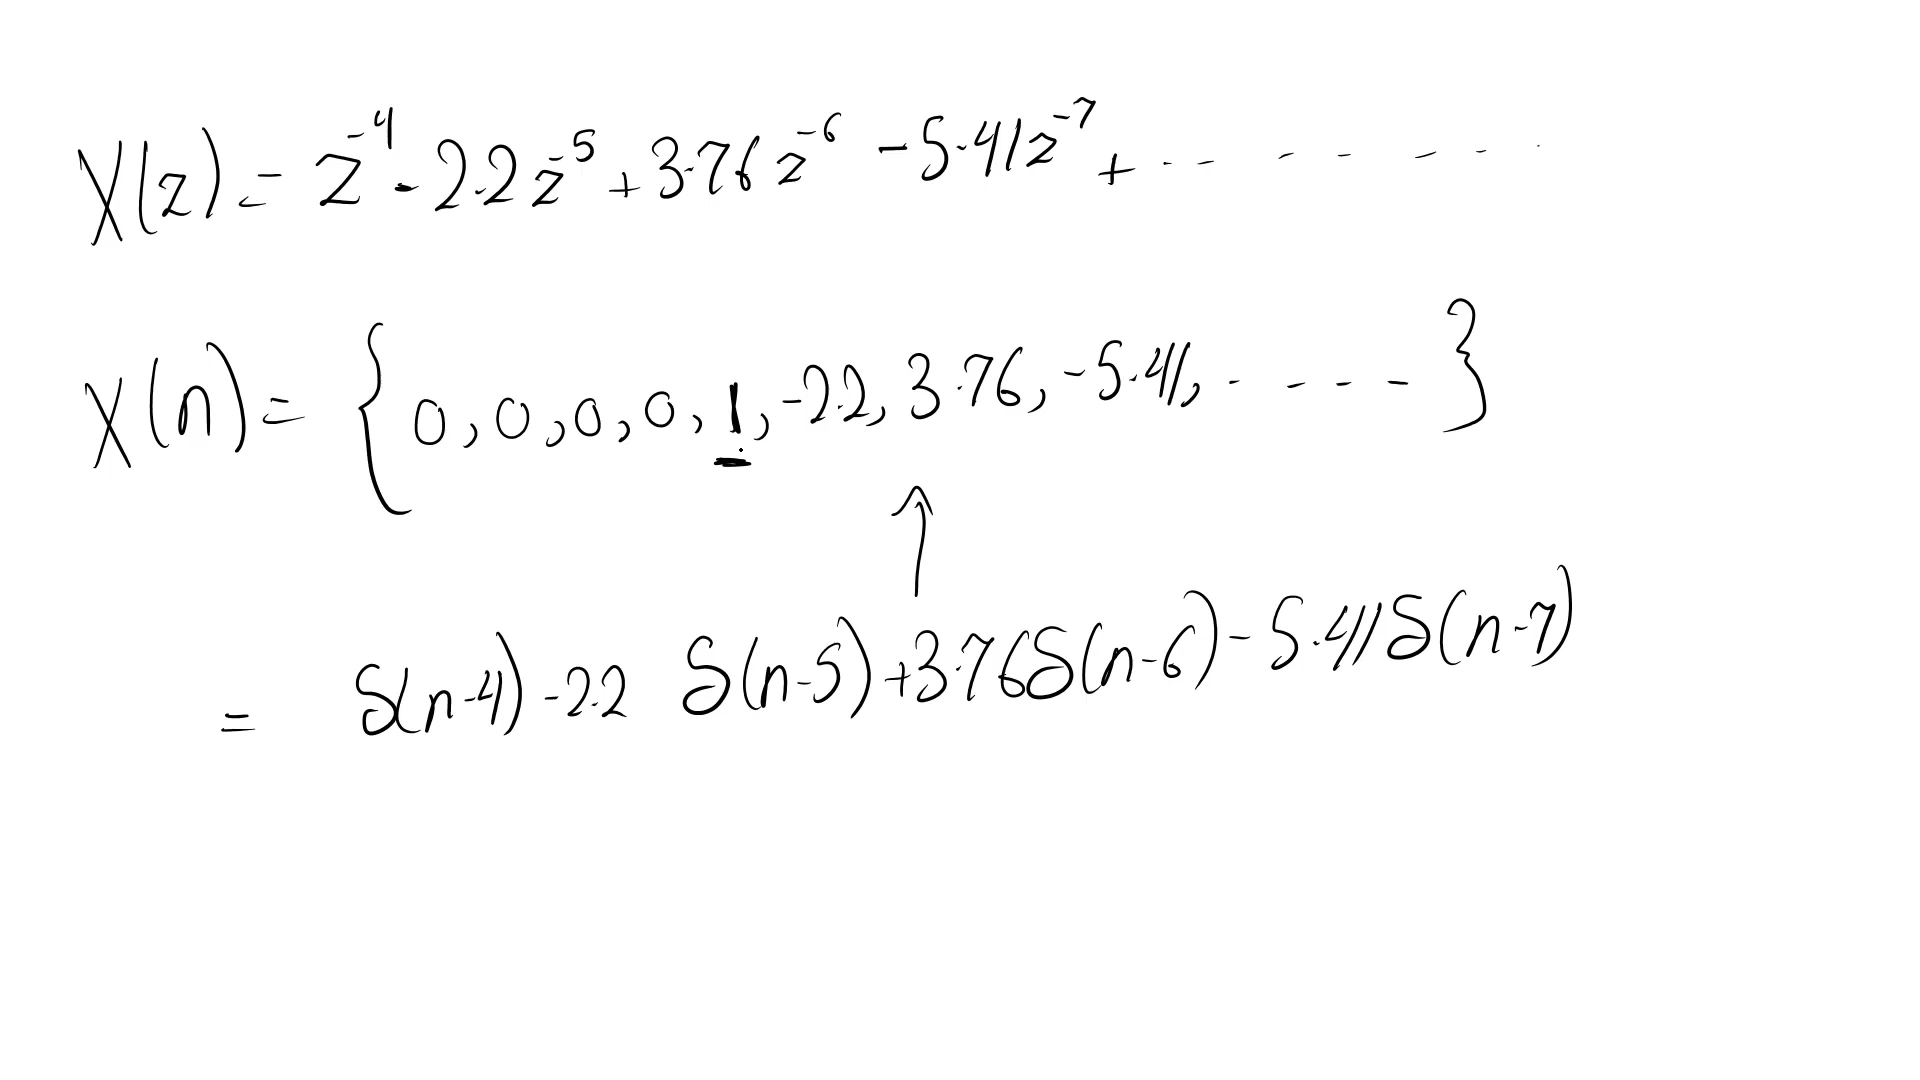 X(z) = z⁻⁴ - 2.2z⁻⁵ + 3.76z⁻⁶ - 5.41z⁻⁷ + - - - - - - -
X(n) = {0, 0, 0, 0, 1, -2.2, 3.76, -5.41, - - - - -}
↑
= δ(n-4) - 2.2 δ(n-5) + 3.76δ(n-6) - 5.41δ(n-7)